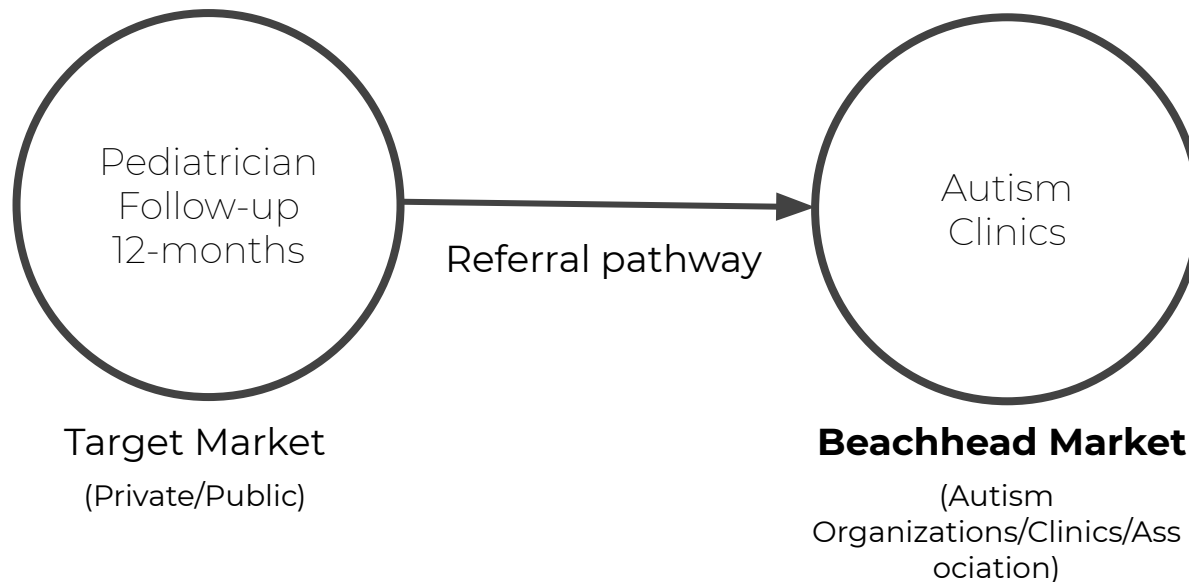 Pediatrician
Follow-up
12-months
Referral pathway
Autism
Clinics
Target Market
(Private/Public)
Beachhead Market
(Autism
Organizations/Clinics/Ass
ociation)